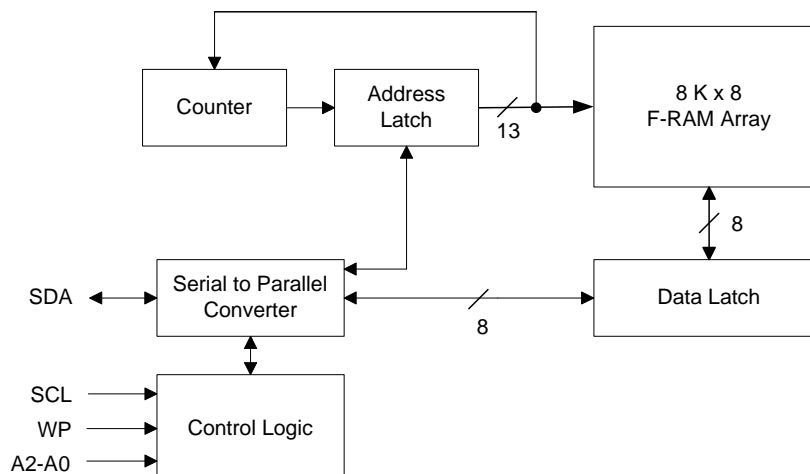 Counter
Address
Latch
13
8 K x 8
F-RAM Array
8
SDA
Serial to Parallel
Converter
8
Data Latch
SCL
WP
A2-A0
Control Logic